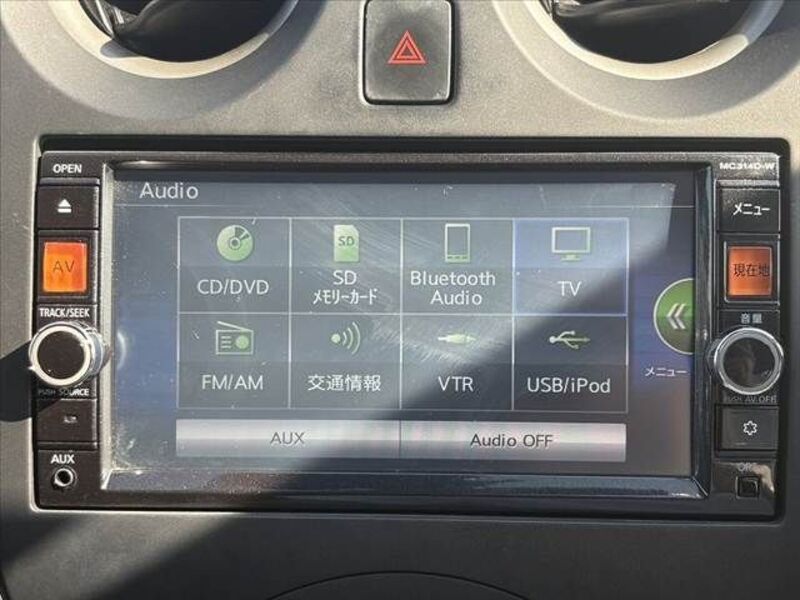 OPEN
MC314D-W
Audio
メニュー
AV
現在地
CD/DVD
SD
SD
メモリーカード
Bluetooth
Audio
TV
TRACK/SEEK
音量
FM/AM
交通情報
VTR
USB/iPod
メニュー
PUSH SOURCE
PUSH AV OFF
AUX
Audio OFF
AUX